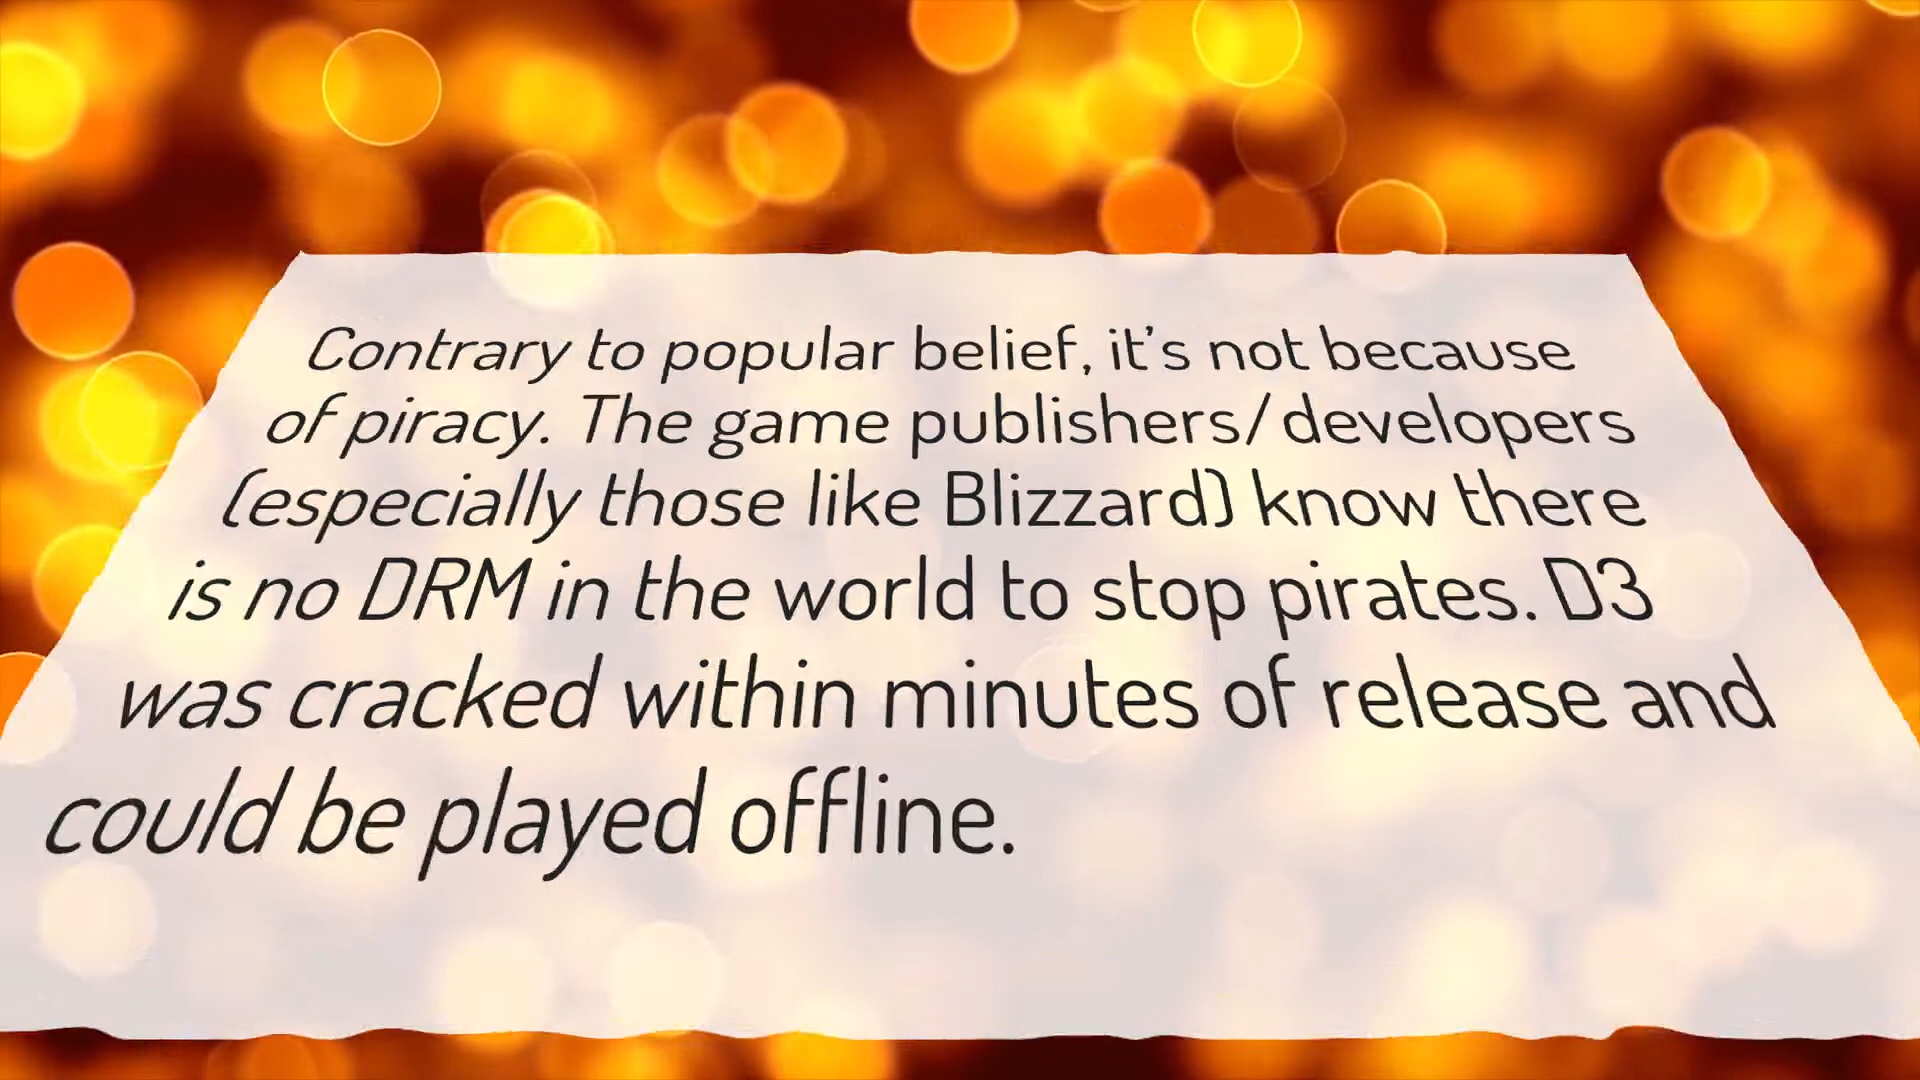 Contrary to popular belief, it's not because
of piracy. The game publishers/developers
(especially those like Blizzard) know there
is no DRM in the world to stop pirates. D3
was cracked within minutes of release and
could be played offline.